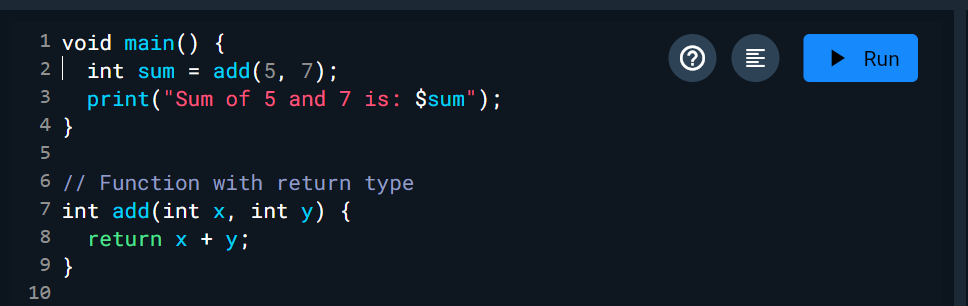 1 void main() {
2   int sum = add(5, 7);
3   print("Sum of 5 and 7 is: $sum");
4 }
5
6 // Function with return type
7 int add(int x, int y) {
8   return x + y;
9 }
10
Run